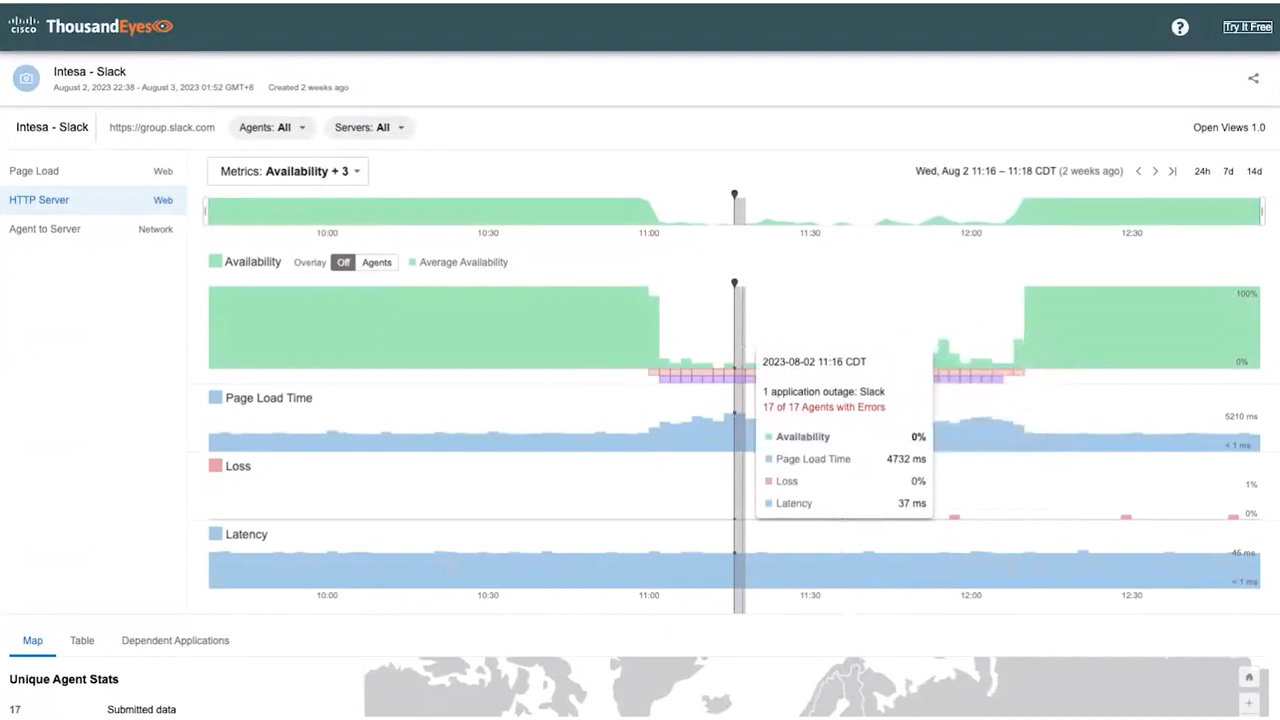 CISCO ThousandEyes
? Try It Free
Intesa - Slack
August 2, 2023 22:38 - August 3, 2023 01:52 GMT+8 Created 2 weeks ago
Intesa - Slack https://group.slack.com Agents: All Servers: All Open Views 1.0
Page Load Web
HTTP Server Web
Agent to Server Network
Metrics: Availability + 3 Wed, Aug 2 11:16 – 11:18 CDT (2 weeks ago) 24h 7d 14d
10:00 10:30 11:00 11:30 12:00 12:30
Availability Overlay Off Agents Average Availability
100%
0%
2023-08-02 11:16 CDT
1 application outage: Slack
17 of 17 Agents with Errors
Availability 0%
Page Load Time 4732 ms
Loss 0%
Latency 37 ms
Page Load Time
5210 ms
< 1 ms
Loss
1%
0%
Latency
45 ms
< 1 ms
10:00 10:30 11:00 11:30 12:00 12:30
Map Table Dependent Applications
Unique Agent Stats
17 Submitted data
+